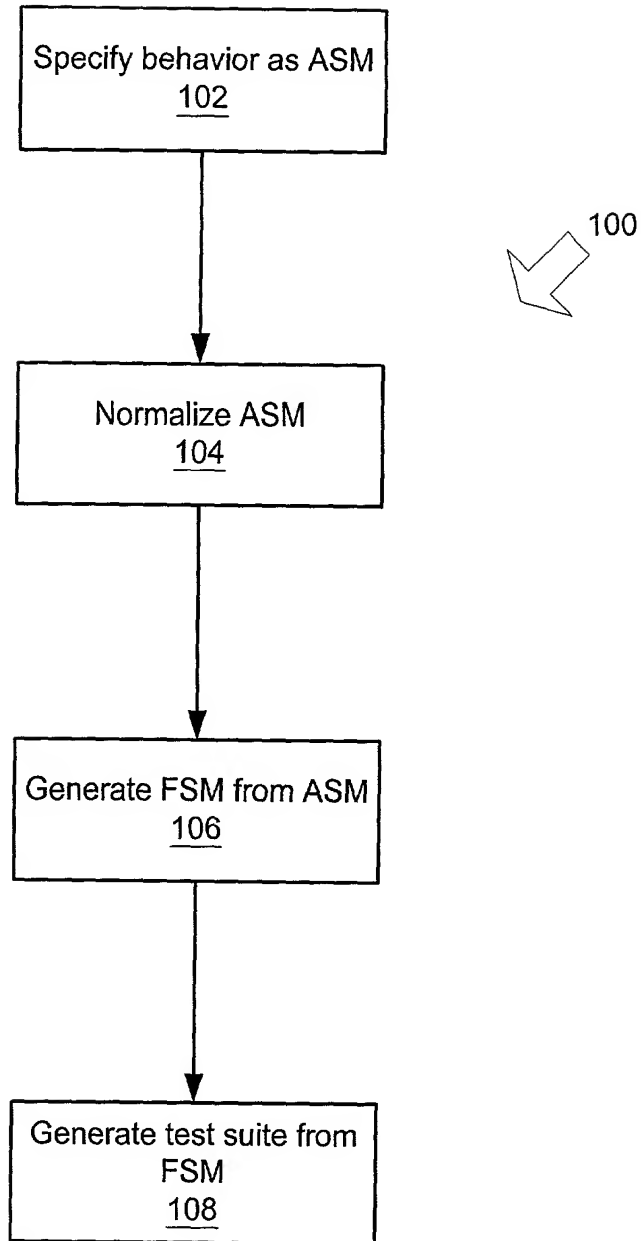 Specify behavior as ASM
102
100
Normalize ASM
104
Generate FSM from ASM
106
Generate test suite from
FSM
108